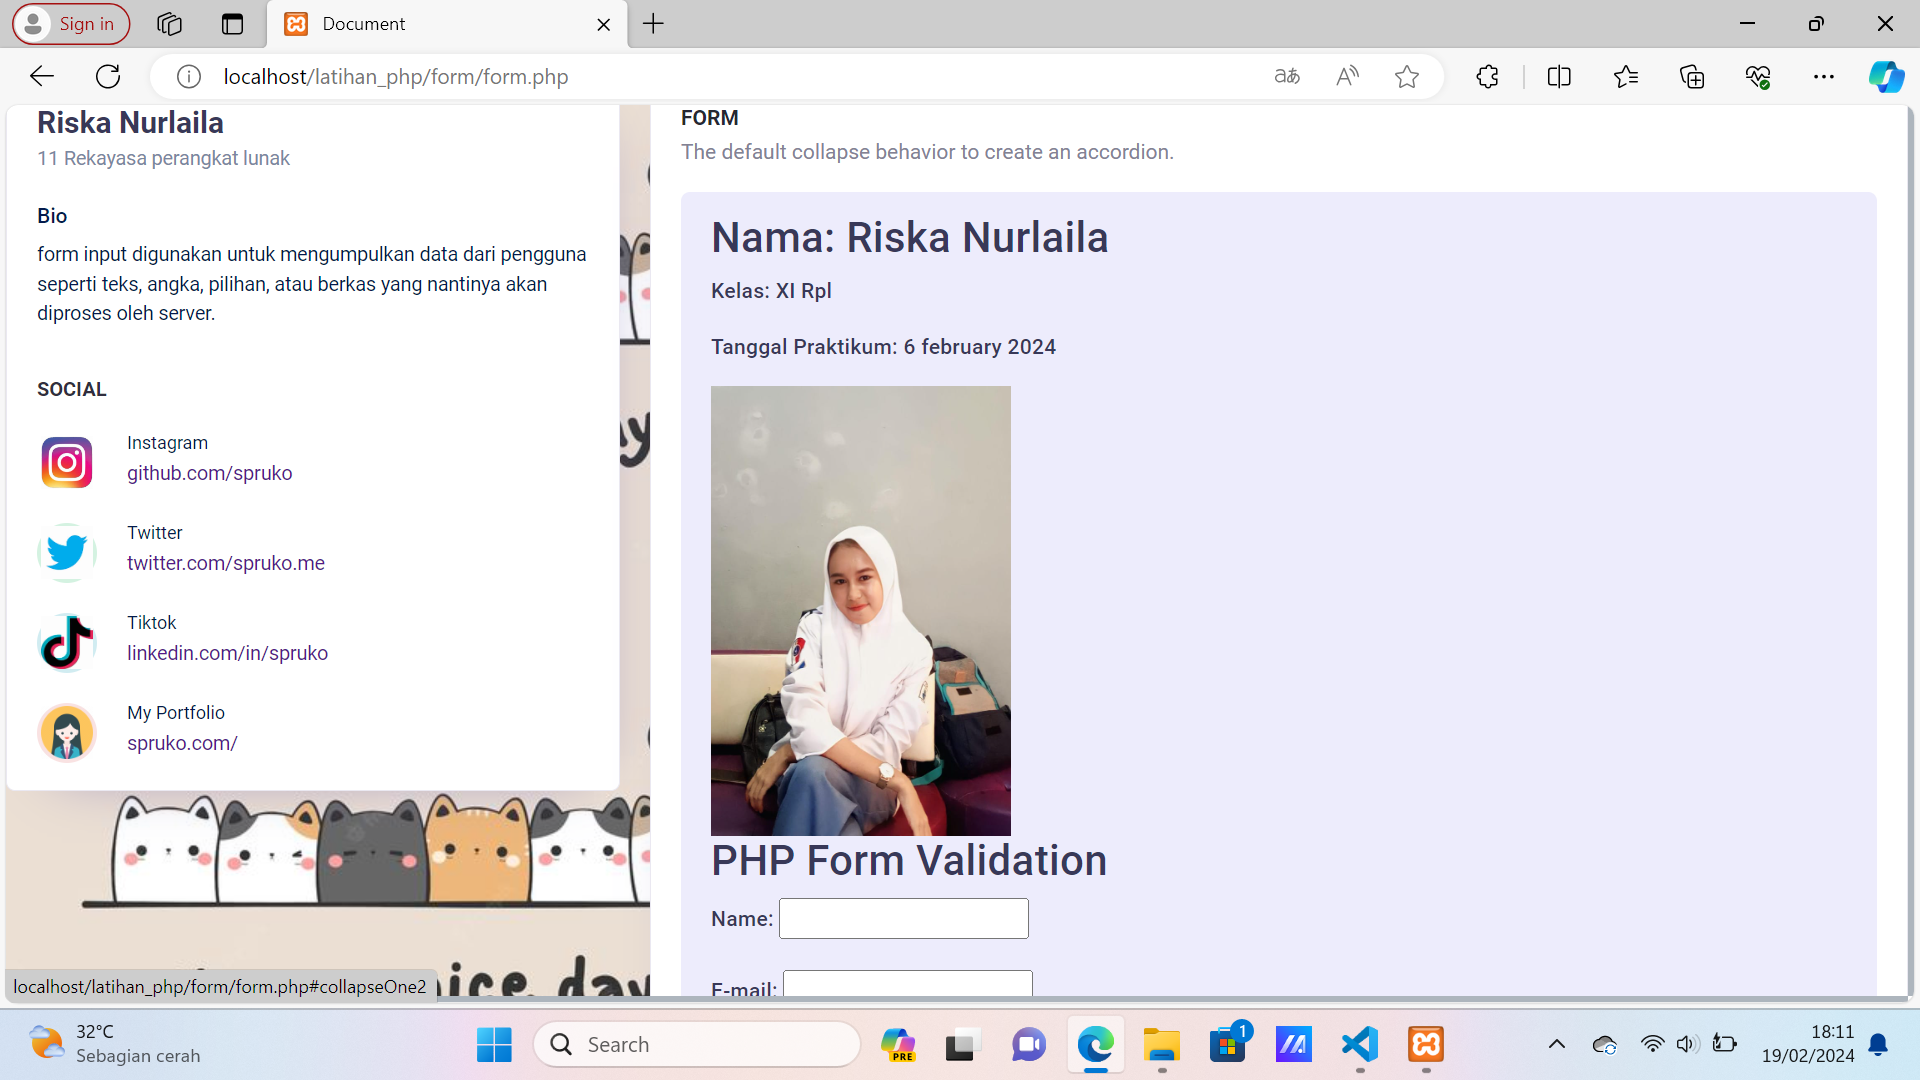 Sign in
Document
localhost/latihan_php/form/form.php
Riska Nurlaila
11 Rekayasa perangkat lunak
Bio
form input digunakan untuk mengumpulkan data dari pengguna
seperti teks, angka, pilihan, atau berkas yang nantinya akan
diproses oleh server.
SOCIAL
Instagram
github.com/spruko
Twitter
twitter.com/spruko.me
Tiktok
linkedin.com/in/spruko
My Portfolio
spruko.com/
nice day
localhost/latihan_php/form/form.php#collapseOne2
FORM
The default collapse behavior to create an accordion.
Nama: Riska Nurlaila
Kelas: XI Rpl
Tanggal Praktikum: 6 february 2024
PHP Form Validation
Name:
E-mail:
32°C
Sebagian cerah
Search
PRE
1
18:11
19/02/2024